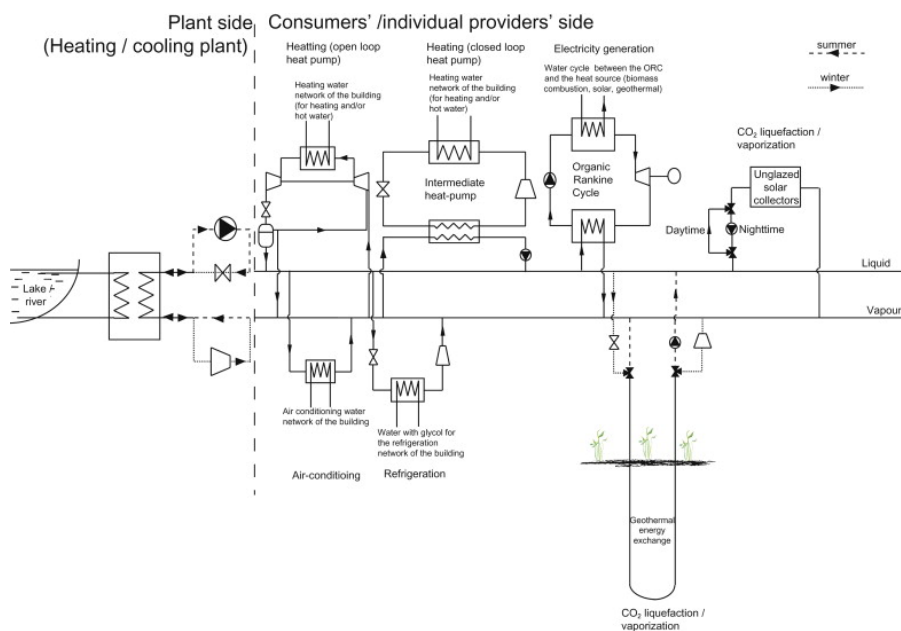 Plant side
(Heating / cooling plant)
Consumers' /individual providers' side
Heatting (open loop
heat pump)
Heating water
network of the building
(for heating and/or
hot water)
Heating (closed loop
heat pump)
Heating water
network of the building
(for heating and/or
hot water)
Intermediate
heat-pump
Electricity generation
Water cycle between the ORC
and the heat source (biomass
combustion, solar, geothermal)
Organic
Rankine
Cycle
summer
winter
CO2 liquefaction /
vaporization
Unglazed
solar
collectors
Daytime
Nighttime
Lake /
river
Liquid
Vapour
Air conditioning water
network of the building
Water with glycol for
the refrigeration
network of the building
Air-conditioing
Refrigeration
Geothermal
energy
exchange
CO2 liquefaction /
vaporization